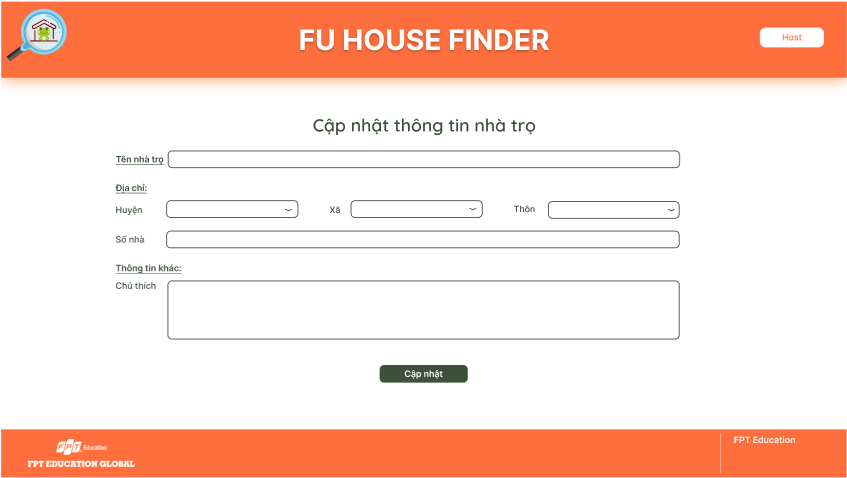 FU HOUSE FINDER
Host
Cập nhật thông tin nhà trọ
Tên nhà trọ
Địa chỉ:
Huyện
Xã
Thôn
Số nhà
Thông tin khác:
Chú thích
Cập nhật
FPT Education
FPT EDUCATION GLOBAL
FPT Education